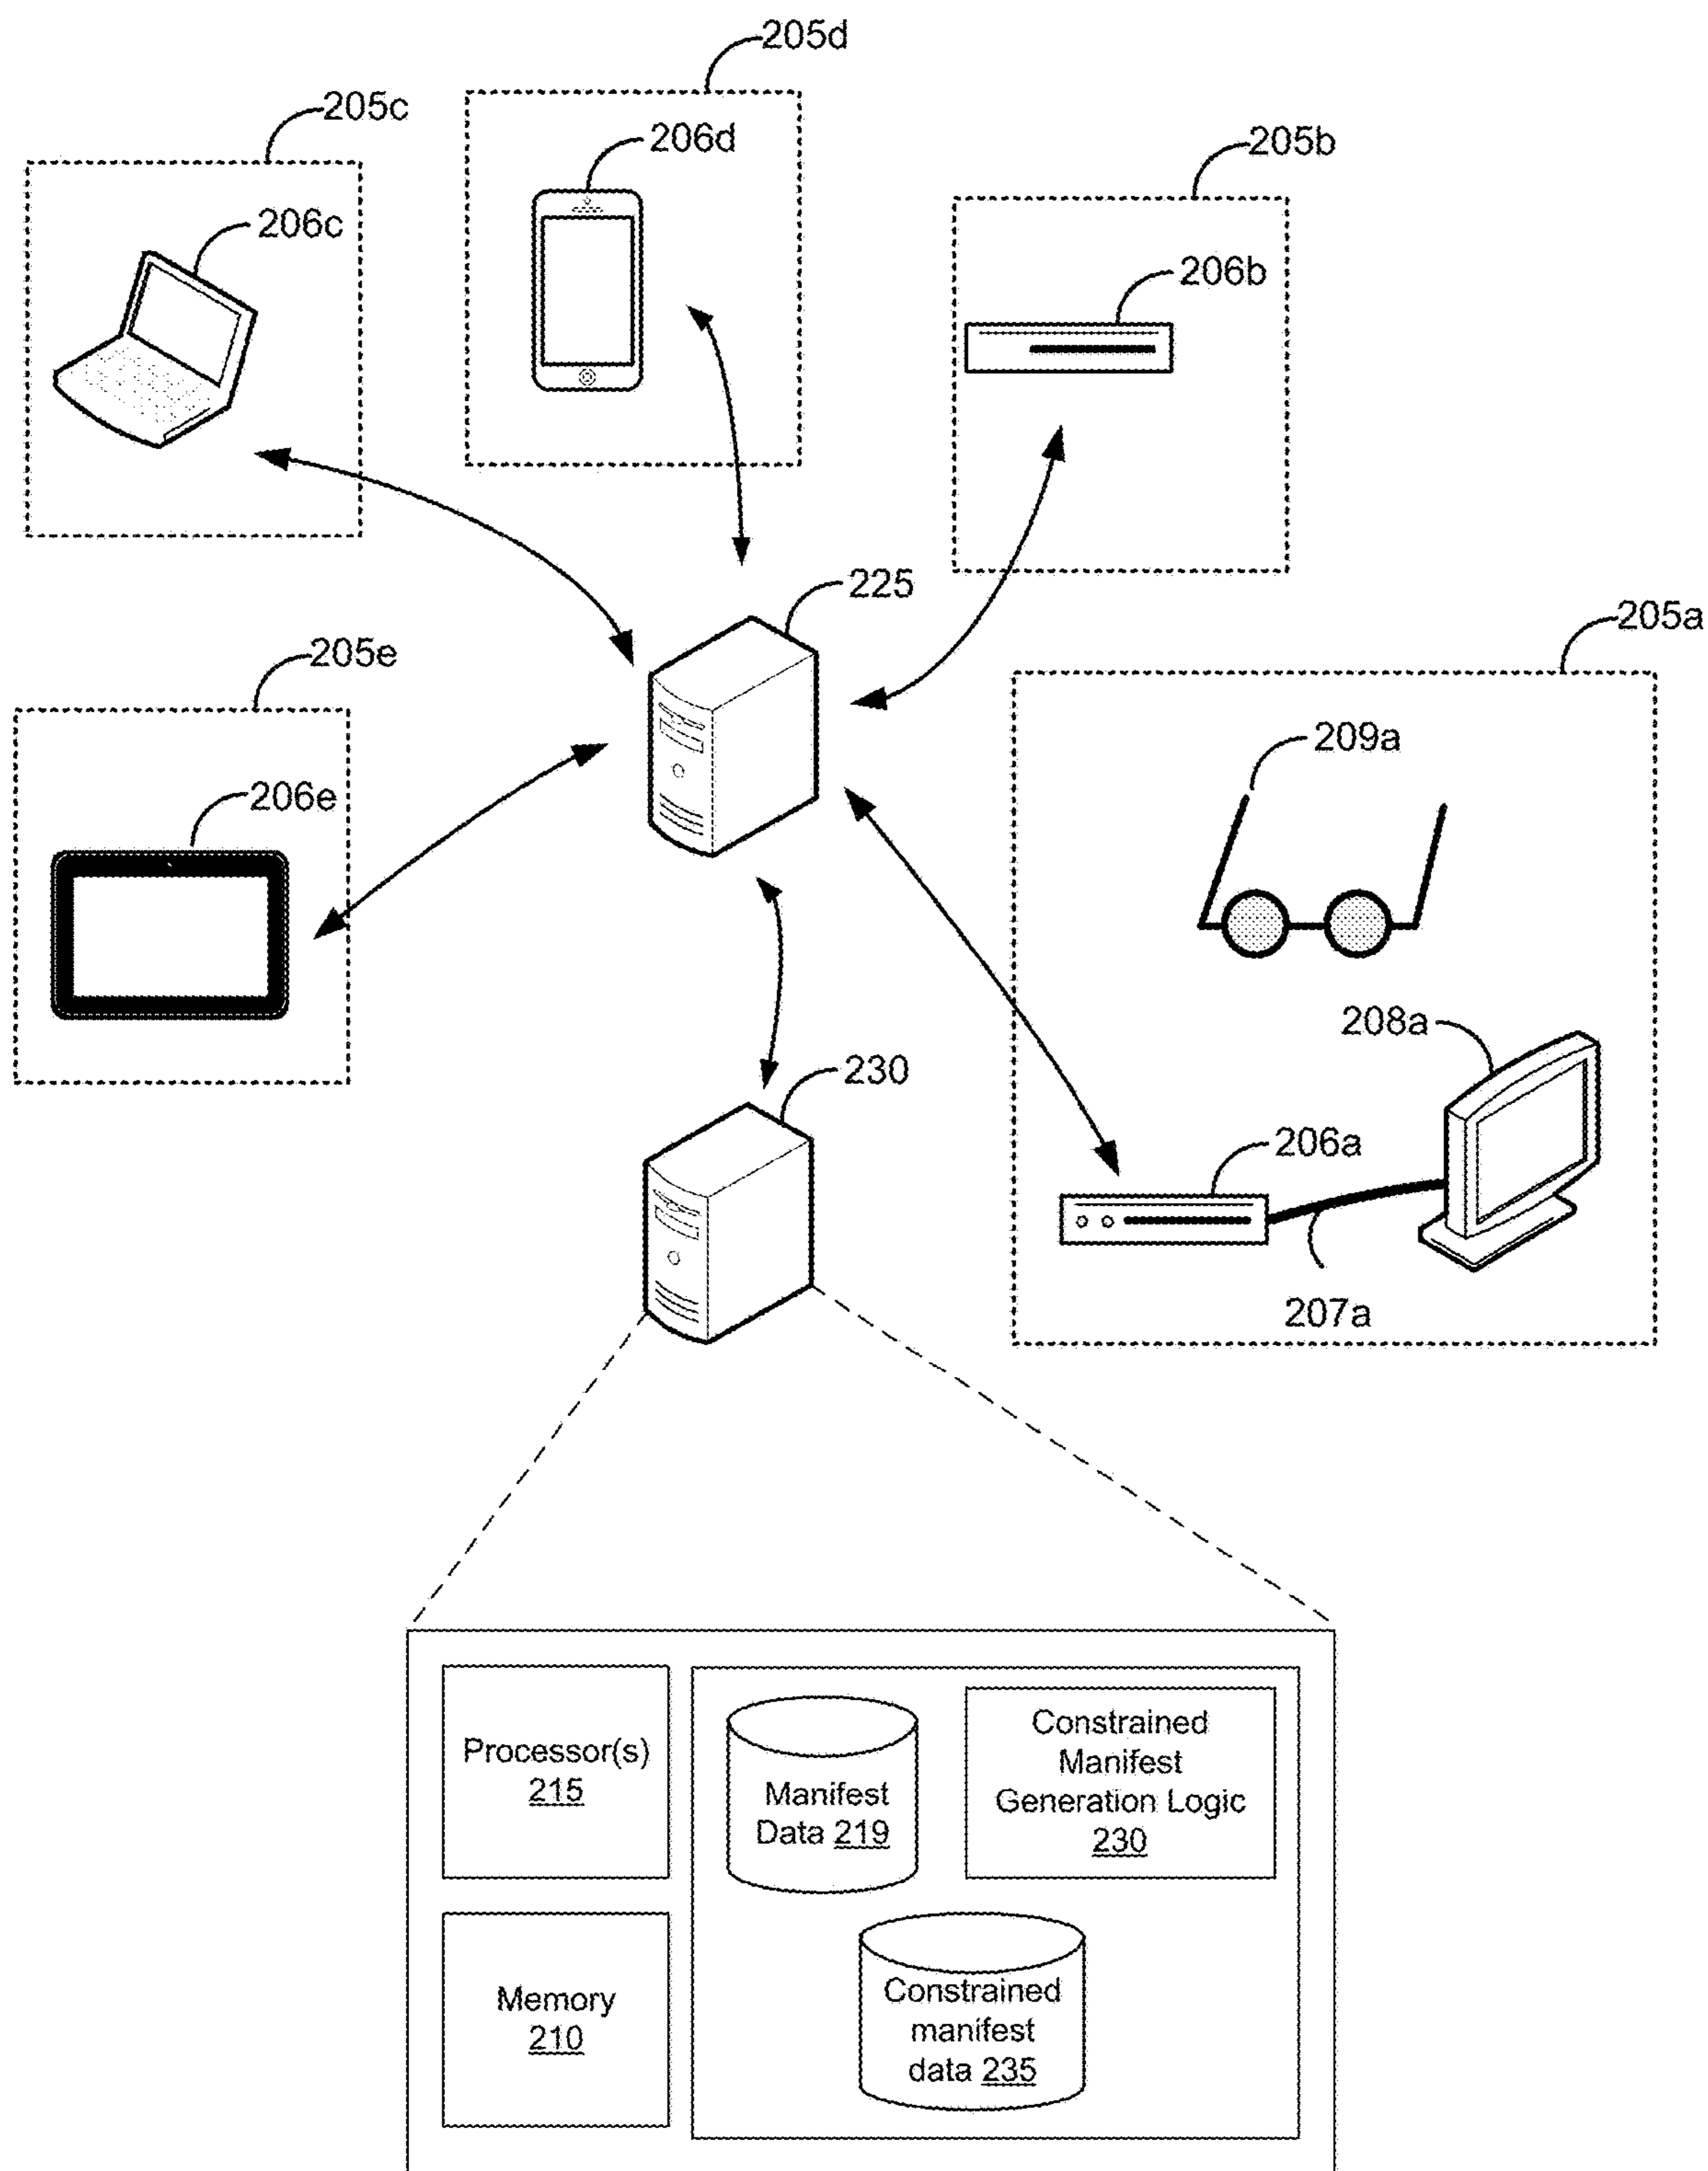 205d
205c
206d
205b
206c
206b
225
205a
205e
209a
206e
208a
230
206a
207a
Processor(s)
215
Manifest
Data 219
Constrained
Manifest
Generation Logic
230
Memory
210
Constrained
manifest
data 235